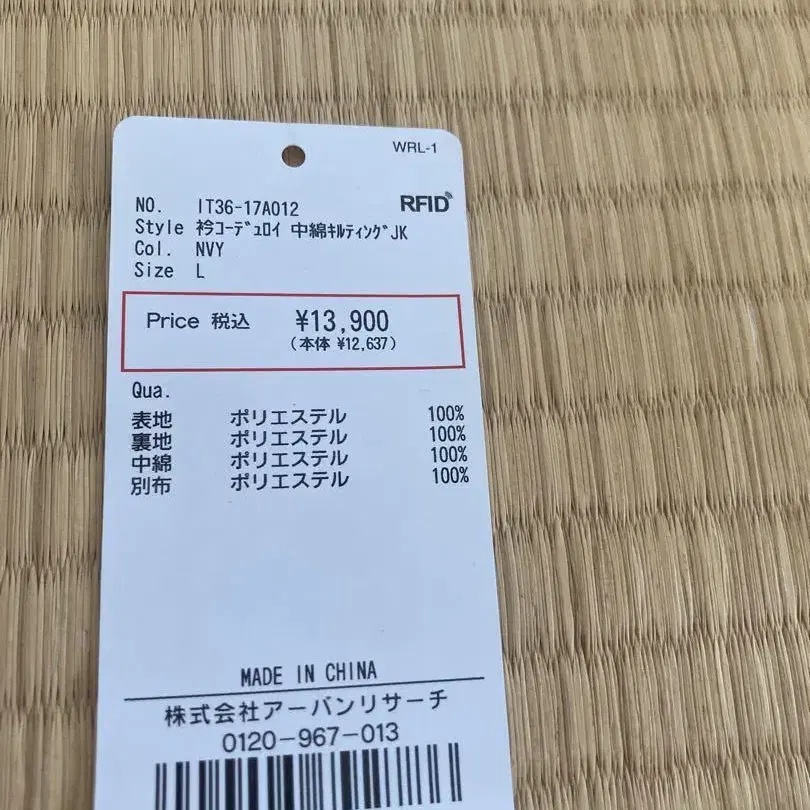 WRL-1
RFID
NO. IT36-17A012
Style 衿ｺｰﾃﾞｭﾛｲ 中綿ｷﾙﾃｨﾝｸﾞJK
Col. NVY
Size L
Price 税込 ¥13,900
(本体 ¥12,637)
Qua.
表地 ポリエステル 100%
裏地 ポリエステル 100%
中綿 ポリエステル 100%
別布 ポリエステル 100%
MADE IN CHINA
株式会社アーバンリサーチ
0120-967-013